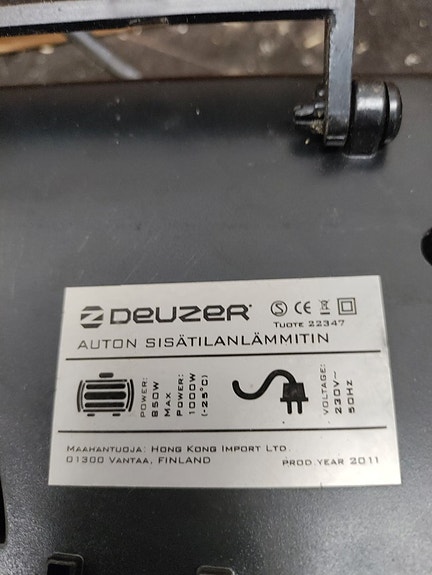 DEUZER
S CE
TUOTE 22347
AUTON SISÄTILANLÄMMITIN
POWER:
850W
MAX
POWER:
1000W
(-25°C)
VOLTAGE:
230V~
50HZ
MAAHANTUOJA: HONG KONG IMPORT LTD.
01300 VANTAA, FINLAND
PROD YEAR 2011